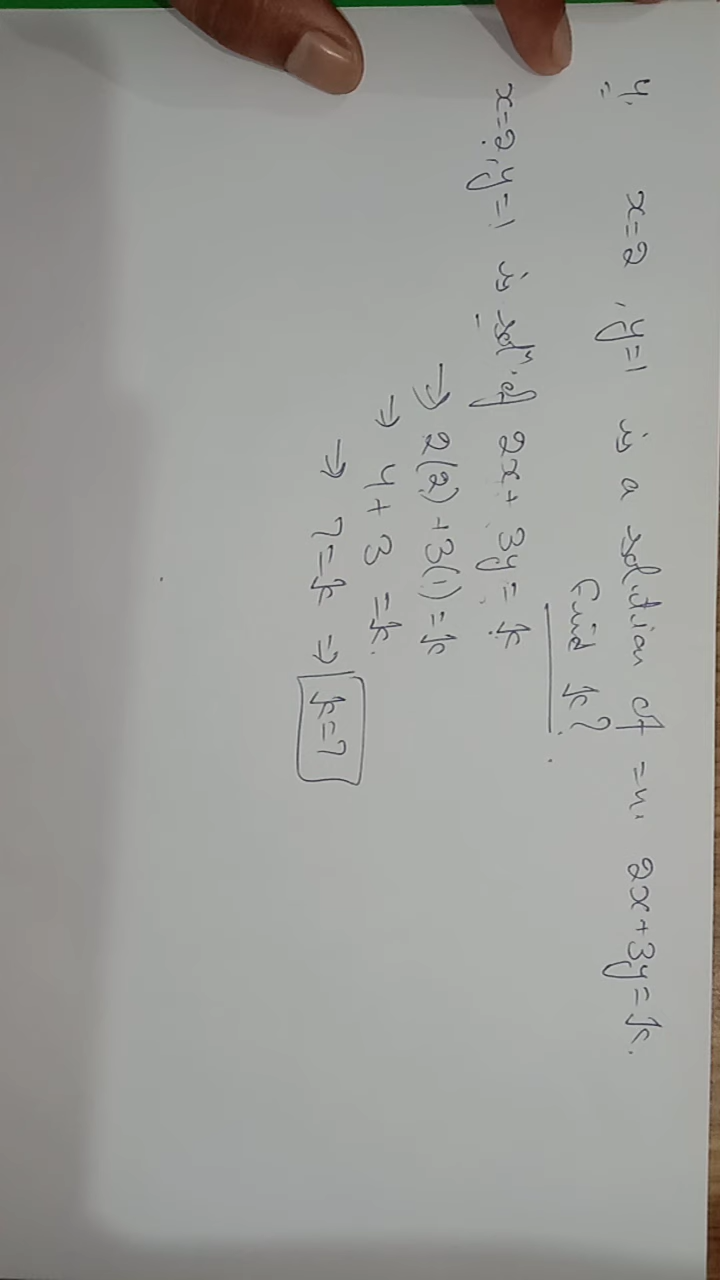 4. x=2, y=1 is a solution of =n. 2x+3y=k.
Find k?
x=2, y=1 is solⁿ. of 2x+3y=k
⇒ 2(2)+3(1)=k
⇒ 4+3=k.
⇒ 7=k ⇒ k=7